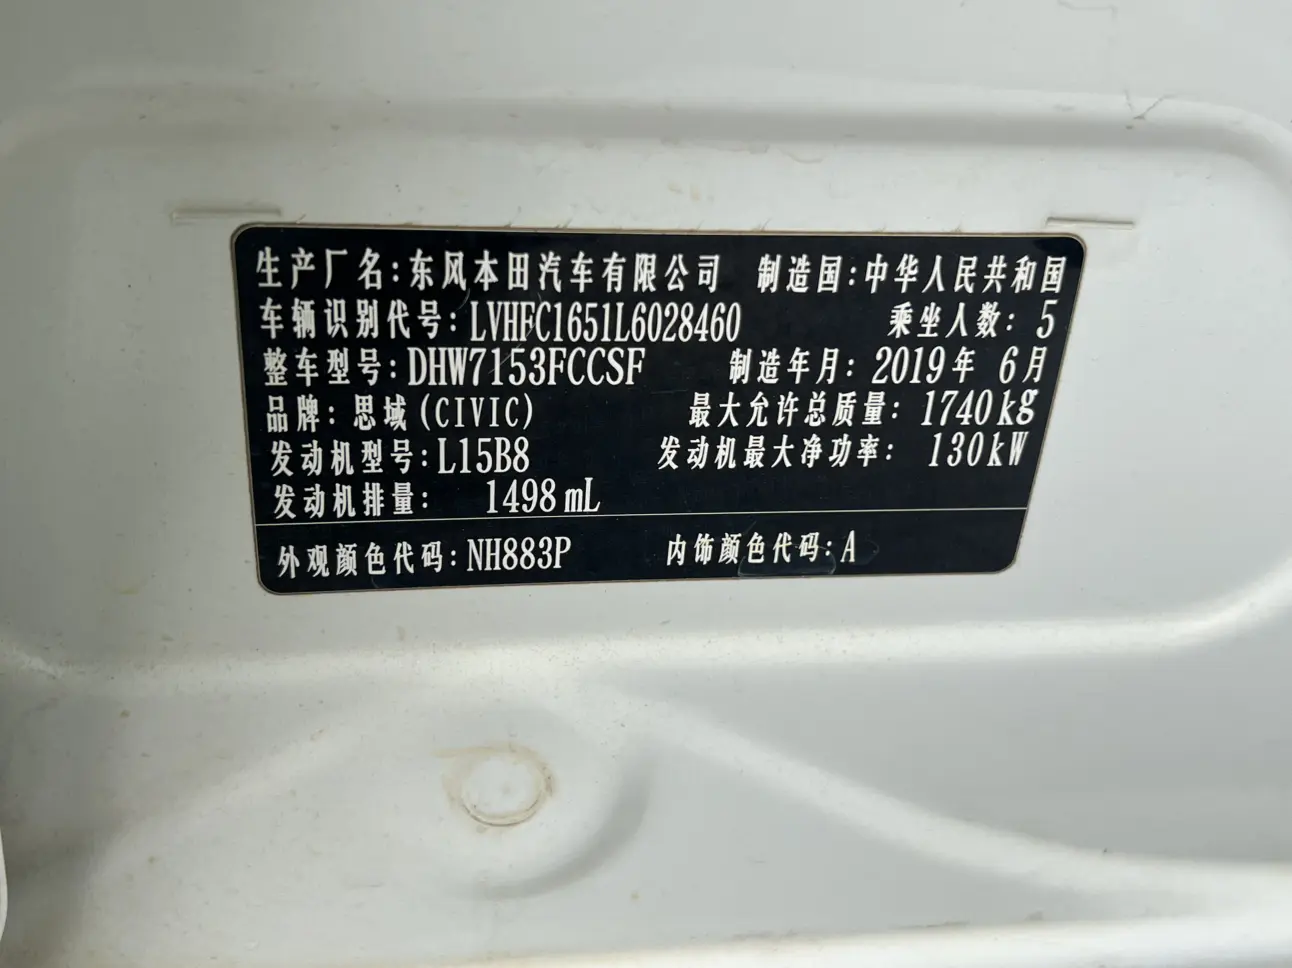 生产厂名:东风本田汽车有限公司 制造国:中华人民共和国
车辆识别代号:LVHFC1651L6028460 乘坐人数: 5
整车型号:DHW7153FCCSF 制造年月: 2019年 6月
品牌: 思域(CIVIC) 最大允许总质量: 1740kg
发动机型号:L15B8 发动机最大净功率: 130kW
发动机排量: 1498mL
外观颜色代码:NH883P 内饰颜色代码:A